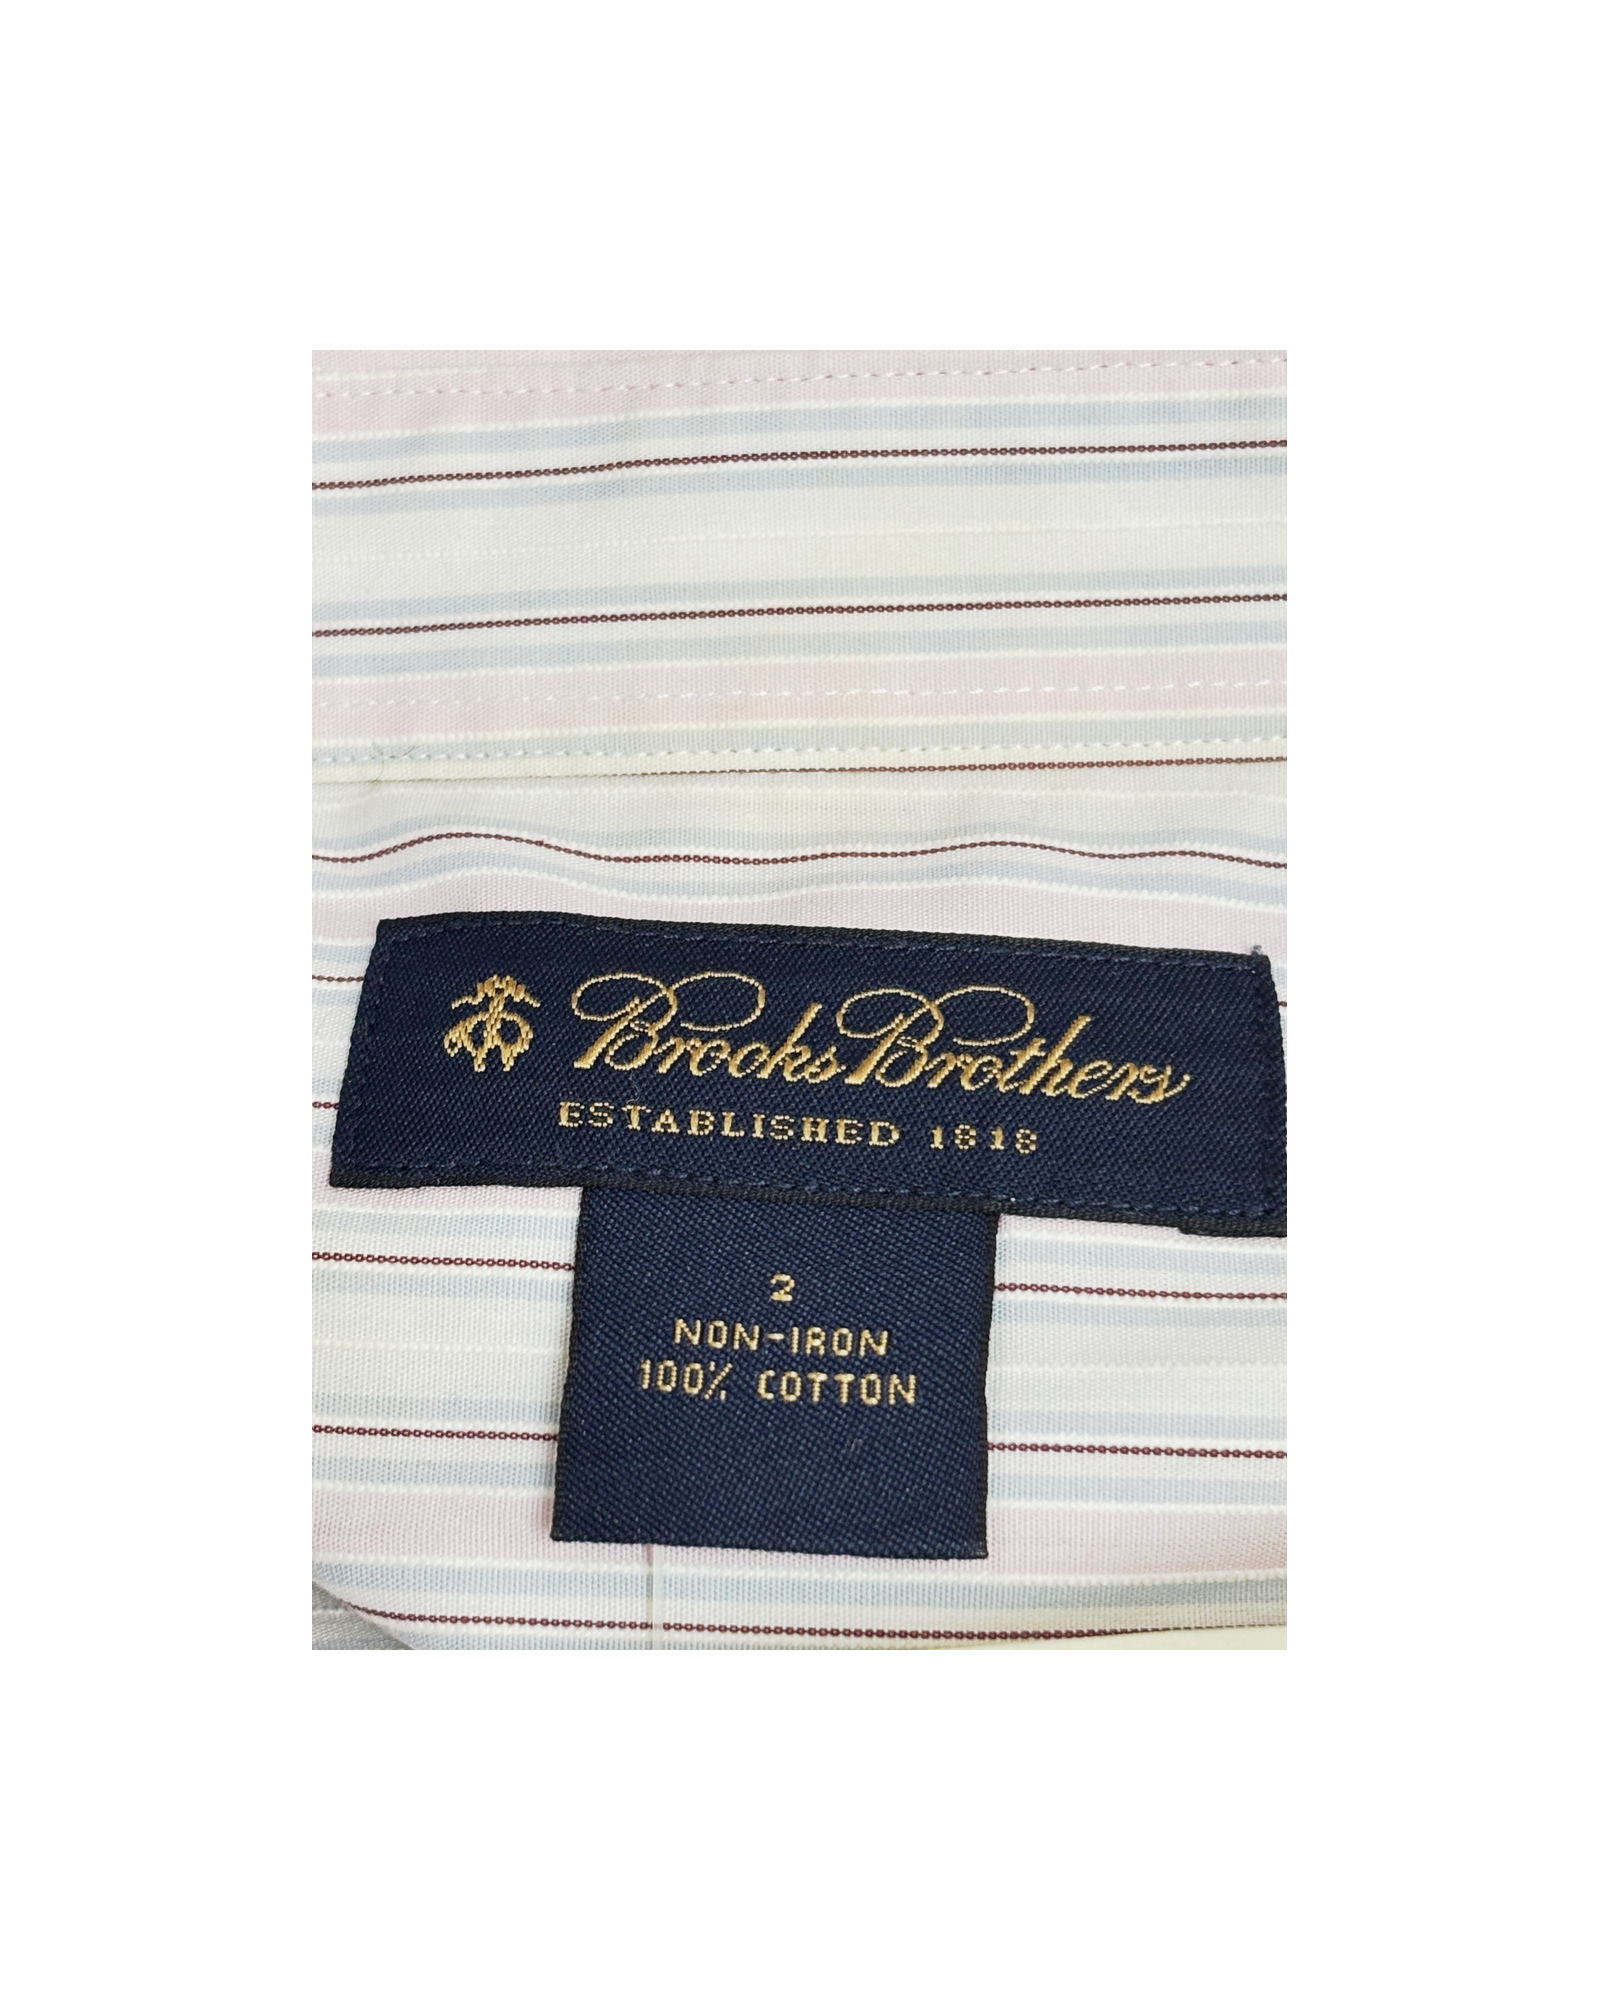 Brooks Brothers
ESTABLISHED 1818
2
NON-IRON
100% COTTON